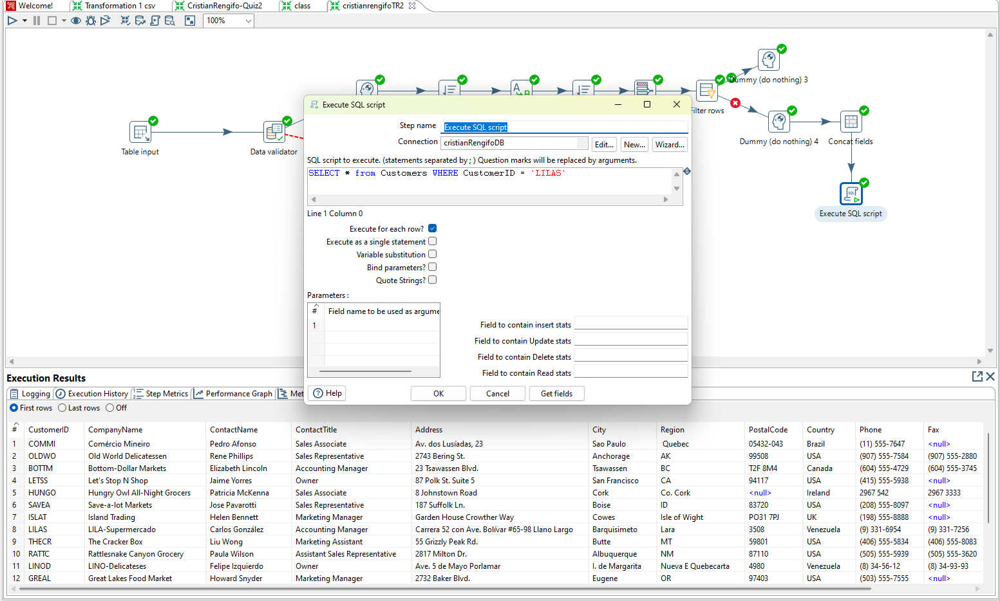 Welcome!
Transformation 1 csv
CristianRengifo-Quiz2
class
cristianrengifoTR2
100%
Dummy (do nothing) 3
Filter rows
Table input
Data validator
Dummy (do nothing) 4
Concat fields
SQL
Execute SQL script
Execute SQL script
Step name Execute SQL script
Connection cristianRengifoDB Edit... New... Wizard...
SQL script to execute. (statements separated by ; ) Question marks will be replaced by arguments.
SELECT * from Customers WHERE CustomerID = 'LILAS'
Line 1 Column 0
Execute for each row?
Execute as a single statement
Variable substitution
Bind parameters?
Quote Strings?
Parameters :
# Field name to be used as argume
1
Field to contain insert stats
Field to contain Update stats
Field to contain Delete stats
Field to contain Read stats
Help OK Cancel Get fields
Execution Results
Logging Execution History Step Metrics Performance Graph Met
First rows Last rows Off
# CustomerID CompanyName ContactName ContactTitle Address City Region PostalCode Country Phone Fax
1 COMMI Comércio Mineiro Pedro Afonso Sales Associate Av. dos Lusíadas, 23 Sao Paulo Quebec 05432-043 Brazil (11) 555-7647 <null>
2 OLDWO Old World Delicatessen Rene Phillips Sales Representative 2743 Bering St. Anchorage AK 99508 USA (907) 555-7584 (907) 555-2880
3 BOTTM Bottom-Dollar Markets Elizabeth Lincoln Accounting Manager 23 Tsawassen Blvd. Tsawassen BC T2F 8M4 Canada (604) 555-4729 (604) 555-3745
4 LETSS Let's Stop N Shop Jaime Yorres Owner 87 Polk St. Suite 5 San Francisco CA 94117 USA (415) 555-5938 <null>
5 HUNGO Hungry Owl All-Night Grocers Patricia McKenna Sales Associate 8 Johnstown Road Cork Co. Cork <null> Ireland 2967 542 2967 3333
6 SAVEA Save-a-lot Markets Jose Pavarotti Sales Representative 187 Suffolk Ln. Boise ID 83720 USA (208) 555-8097 <null>
7 ISLAT Island Trading Helen Bennett Marketing Manager Garden House Crowther Way Cowes Isle of Wight PO31 7PJ UK (198) 555-8888 <null>
8 LILAS LILA-Supermercado Carlos González Accounting Manager Carrera 52 con Ave. Bolívar #65-98 Llano Largo Barquisimeto Lara 3508 Venezuela (9) 331-6954 (9) 331-7256
9 THECR The Cracker Box Liu Wong Marketing Assistant 55 Grizzly Peak Rd. Butte MT 59801 USA (406) 555-5834 (406) 555-8083
10 RATTC Rattlesnake Canyon Grocery Paula Wilson Assistant Sales Representative 2817 Milton Dr. Albuquerque NM 87110 USA (505) 555-5939 (505) 555-3620
11 LINOD LINO-Delicateses Felipe Izquierdo Owner Ave. 5 de Mayo Porlamar I. de Margarita Nueva E Quebecarta 4980 Venezuela (8) 34-56-12 (8) 34-93-93
12 GREAL Great Lakes Food Market Howard Snyder Marketing Manager 2732 Baker Blvd. Eugene OR 97403 USA (503) 555-7555 <null>